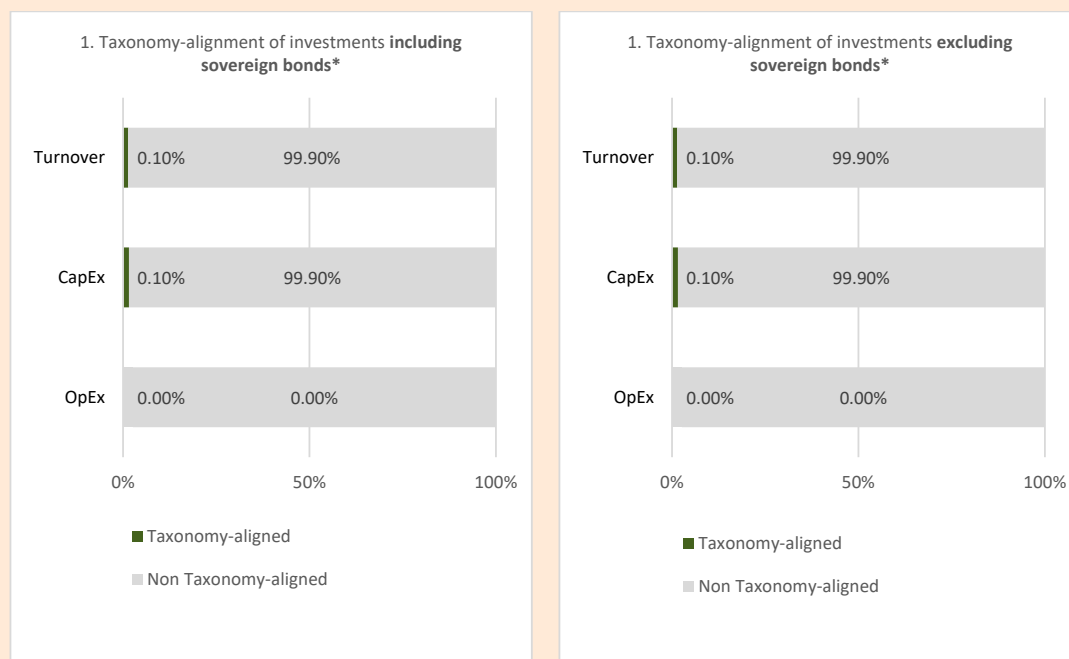 1. Taxonomy-alignment of investments including
sovereign bonds*
Turnover
0.10%
99.90%
CapEx
0.10%
99.90%
OpEx
0.00%
0.00%
0%
50%
100%
Taxonomy-aligned
Non Taxonomy-aligned
1. Taxonomy-alignment of investments excluding
sovereign bonds*
Turnover
0.10%
99.90%
CapEx
0.10%
99.90%
OpEx
0.00%
0.00%
0%
50%
100%
Taxonomy-aligned
Non Taxonomy-aligned